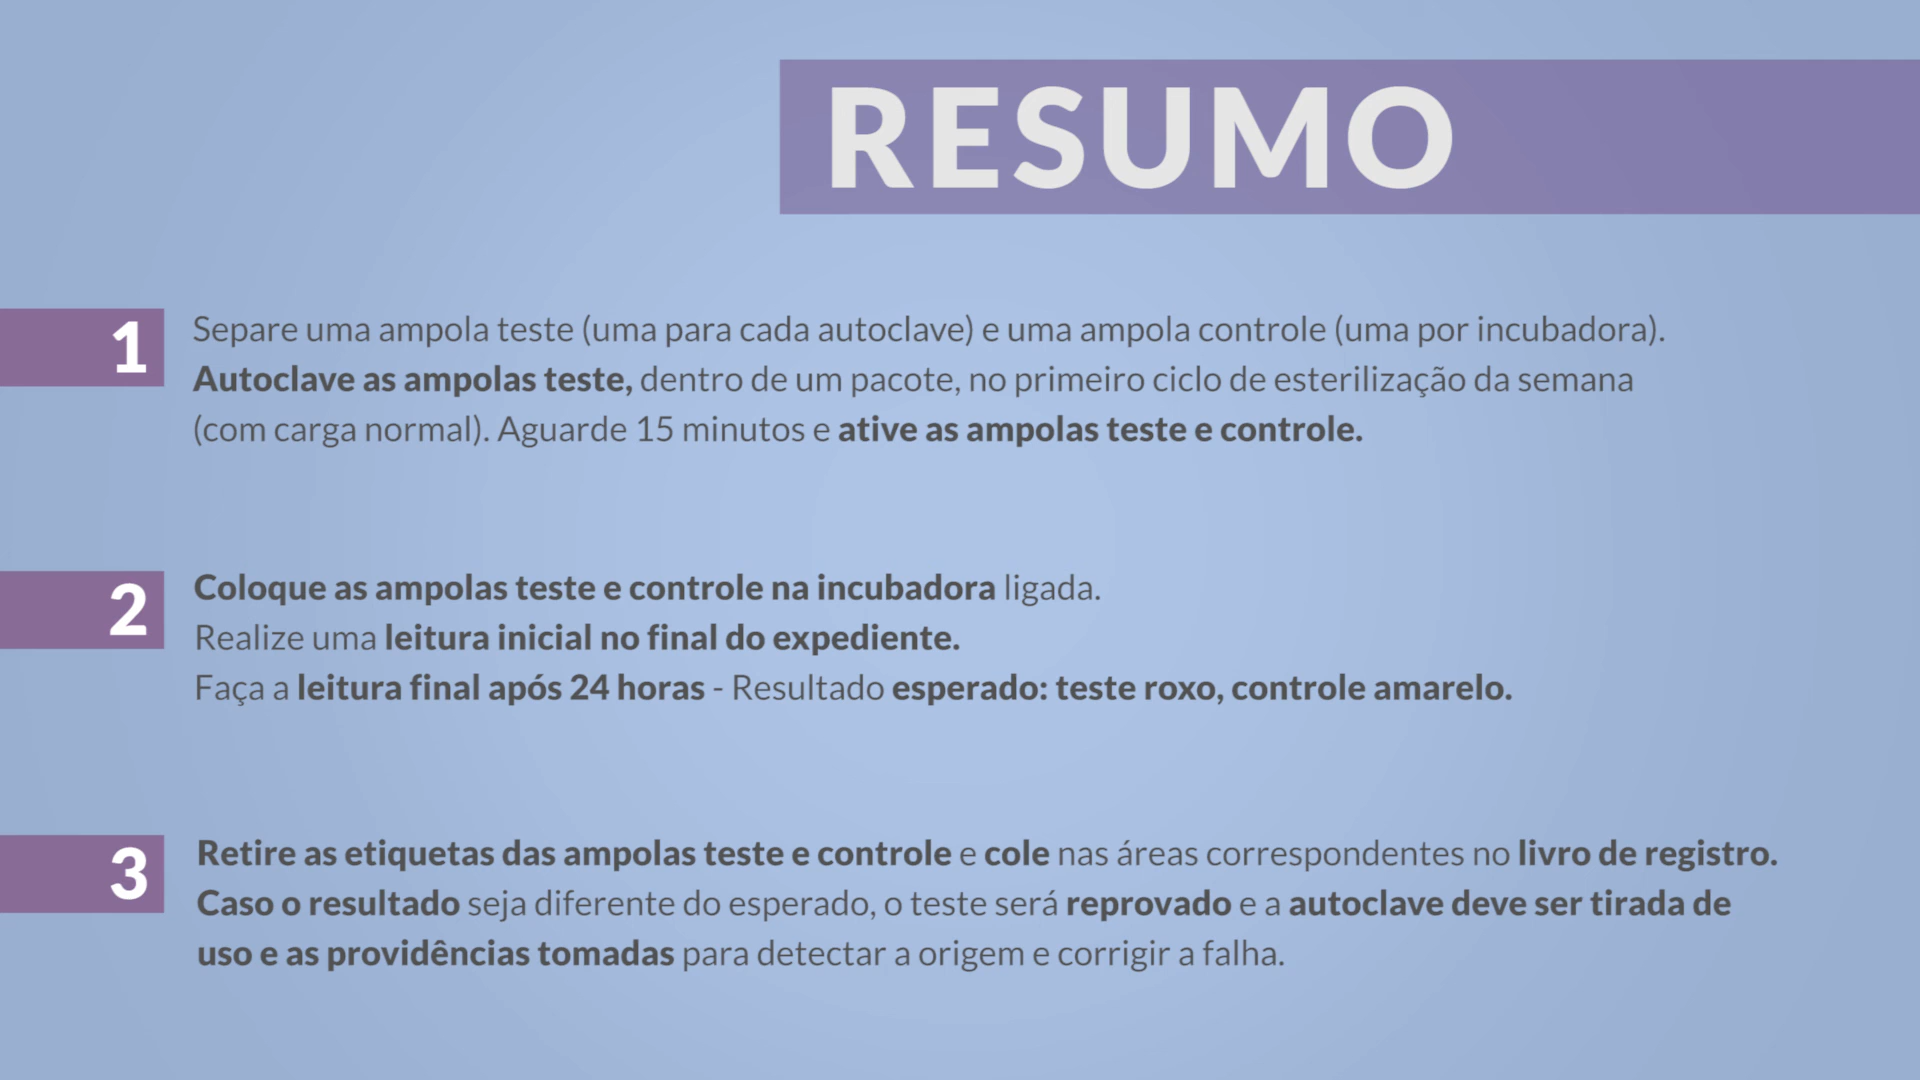 RESUMO
1
Separe uma ampola teste (uma para cada autoclave) e uma ampola controle (uma por incubadora).
Autoclave as ampolas teste, dentro de um pacote, no primeiro ciclo de esterilização da semana
(com carga normal). Aguarde 15 minutos e ative as ampolas teste e controle.
2
Coloque as ampolas teste e controle na incubadora ligada.
Realize uma leitura inicial no final do expediente.
Faça a leitura final após 24 horas - Resultado esperado: teste roxo, controle amarelo.
3
Retire as etiquetas das ampolas teste e controle e cole nas áreas correspondentes no livro de registro.
Caso o resultado seja diferente do esperado, o teste será reprovado e a autoclave deve ser tirada de
uso e as providências tomadas para detectar a origem e corrigir a falha.